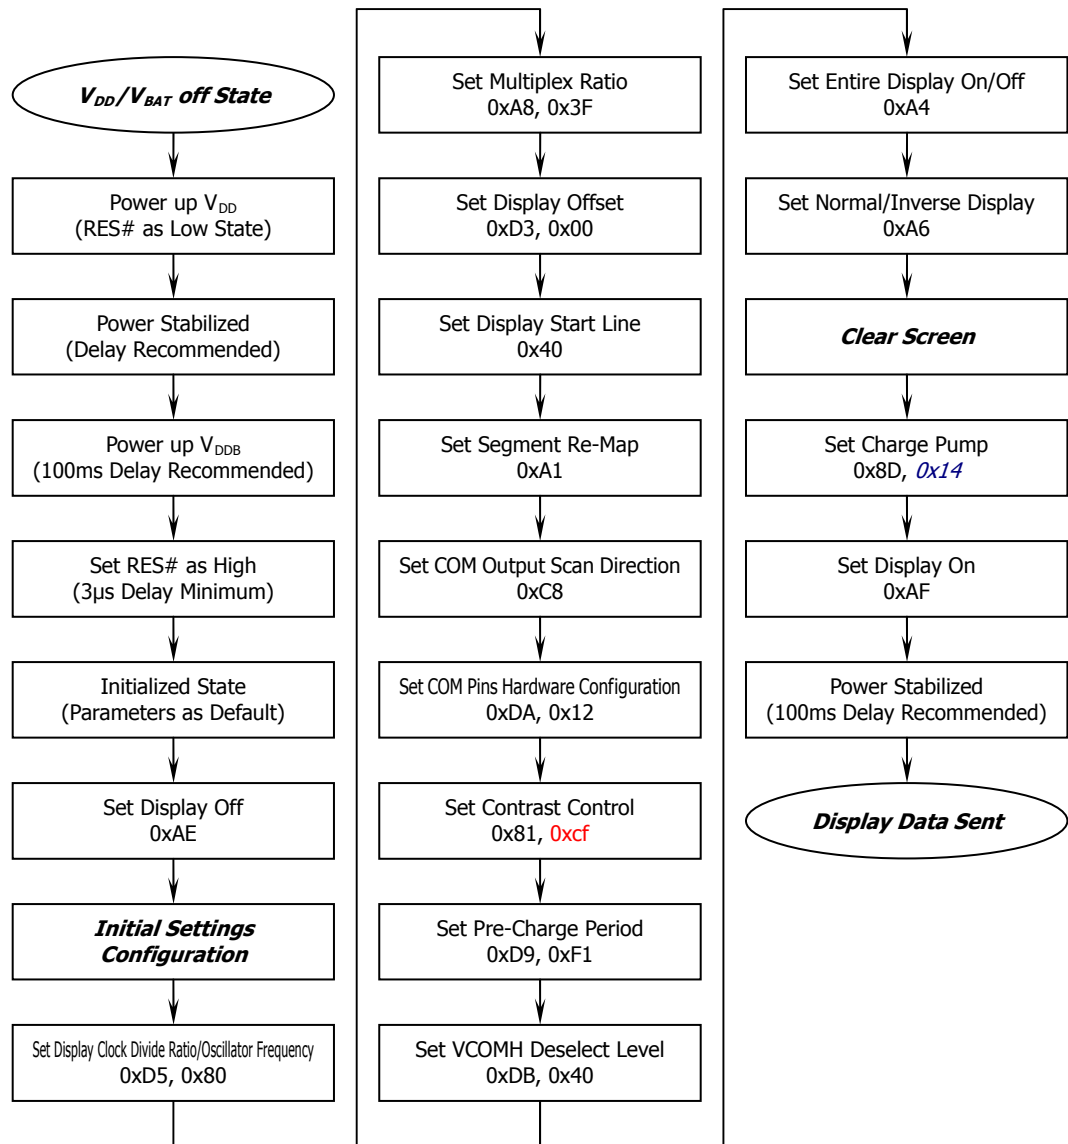 V_DD/V_BAT off State
Power up V_DD
(RES# as Low State)
Power Stabilized
(Delay Recommended)
Power up V_DDB
(100ms Delay Recommended)
Set RES# as High
(3μs Delay Minimum)
Initialized State
(Parameters as Default)
Set Display Off
0xAE
Initial Settings
Configuration
Set Display Clock Divide Ratio/Oscillator Frequency
0xD5, 0x80
Set Multiplex Ratio
0xA8, 0x3F
Set Display Offset
0xD3, 0x00
Set Display Start Line
0x40
Set Segment Re-Map
0xA1
Set COM Output Scan Direction
0xC8
Set COM Pins Hardware Configuration
0xDA, 0x12
Set Contrast Control
0x81, 0xcf
Set Pre-Charge Period
0xD9, 0xF1
Set VCOMH Deselect Level
0xDB, 0x40
Set Entire Display On/Off
0xA4
Set Normal/Inverse Display
0xA6
Clear Screen
Set Charge Pump
0x8D, 0x14
Set Display On
0xAF
Power Stabilized
(100ms Delay Recommended)
Display Data Sent